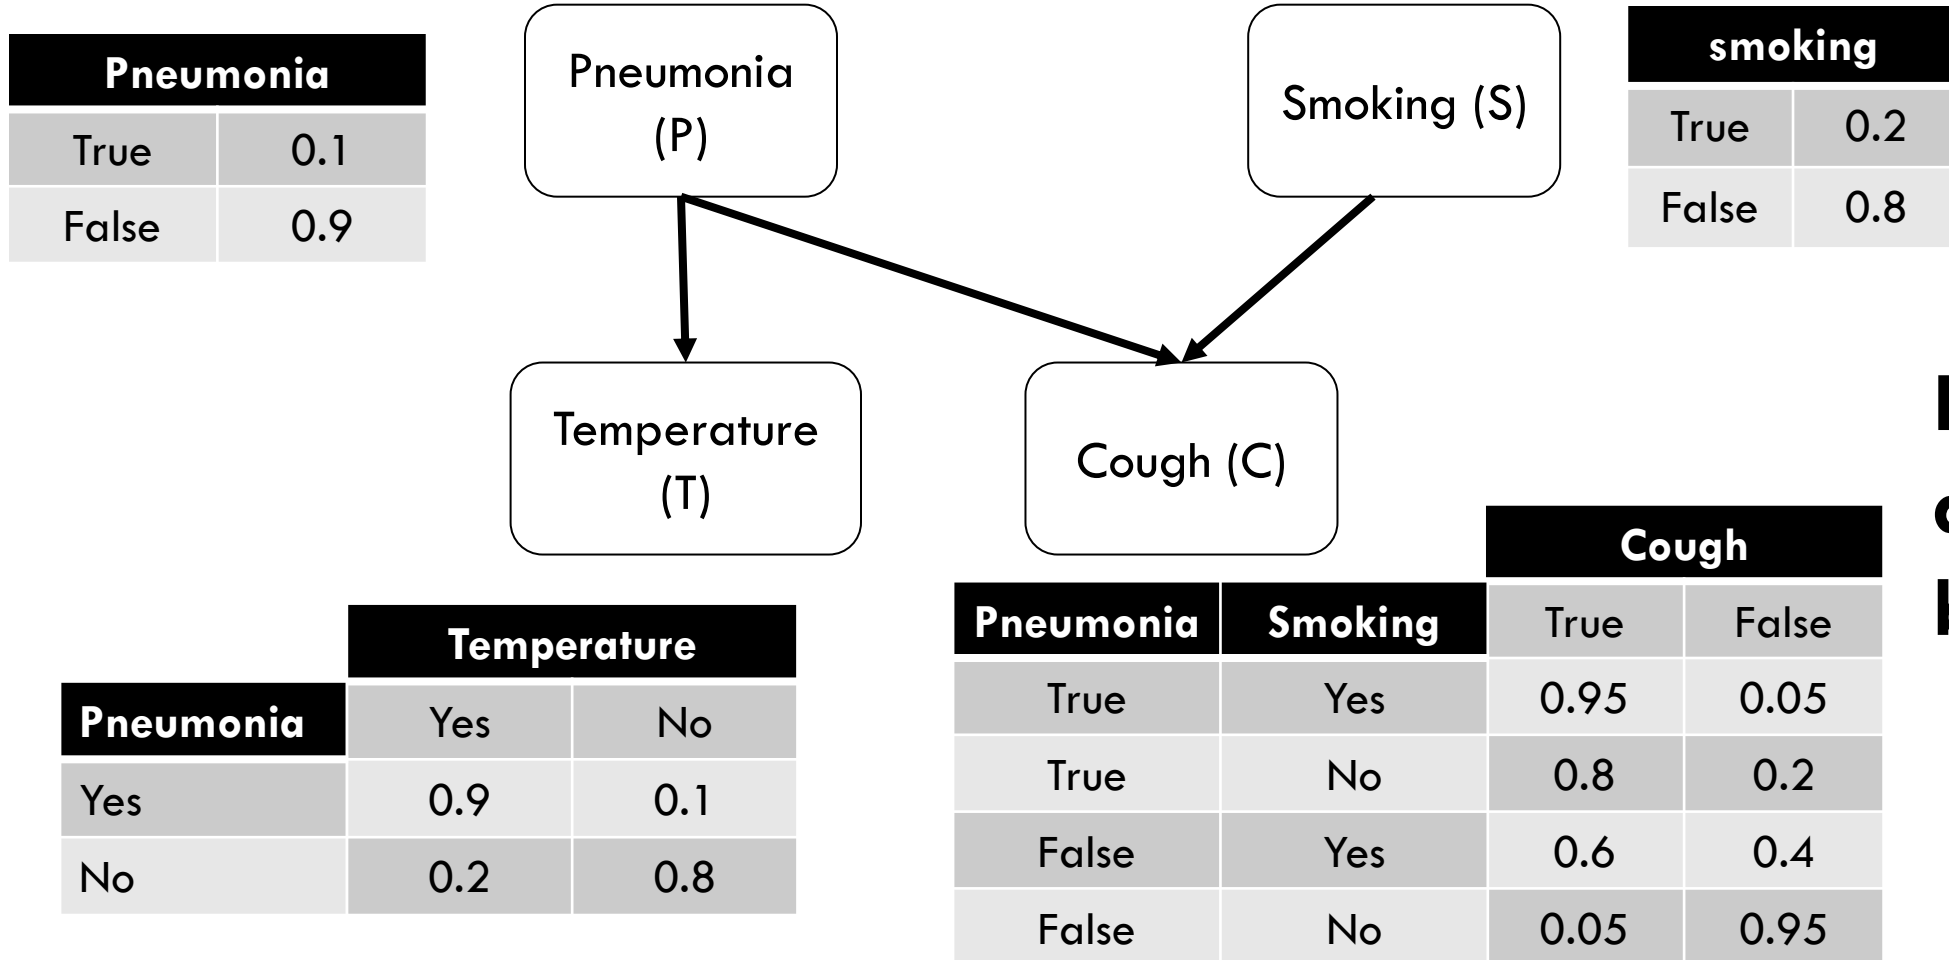 Pneumonia
True 0.1
False 0.9
Pneumonia
(P)
Smoking (S)
smoking
True 0.2
False 0.8
Temperature
(T)
Cough (C)
Temperature
Pneumonia Yes No
Yes 0.9 0.1
No 0.2 0.8
Cough
Pneumonia Smoking True False
True Yes 0.95 0.05
True No 0.8 0.2
False Yes 0.6 0.4
False No 0.05 0.95